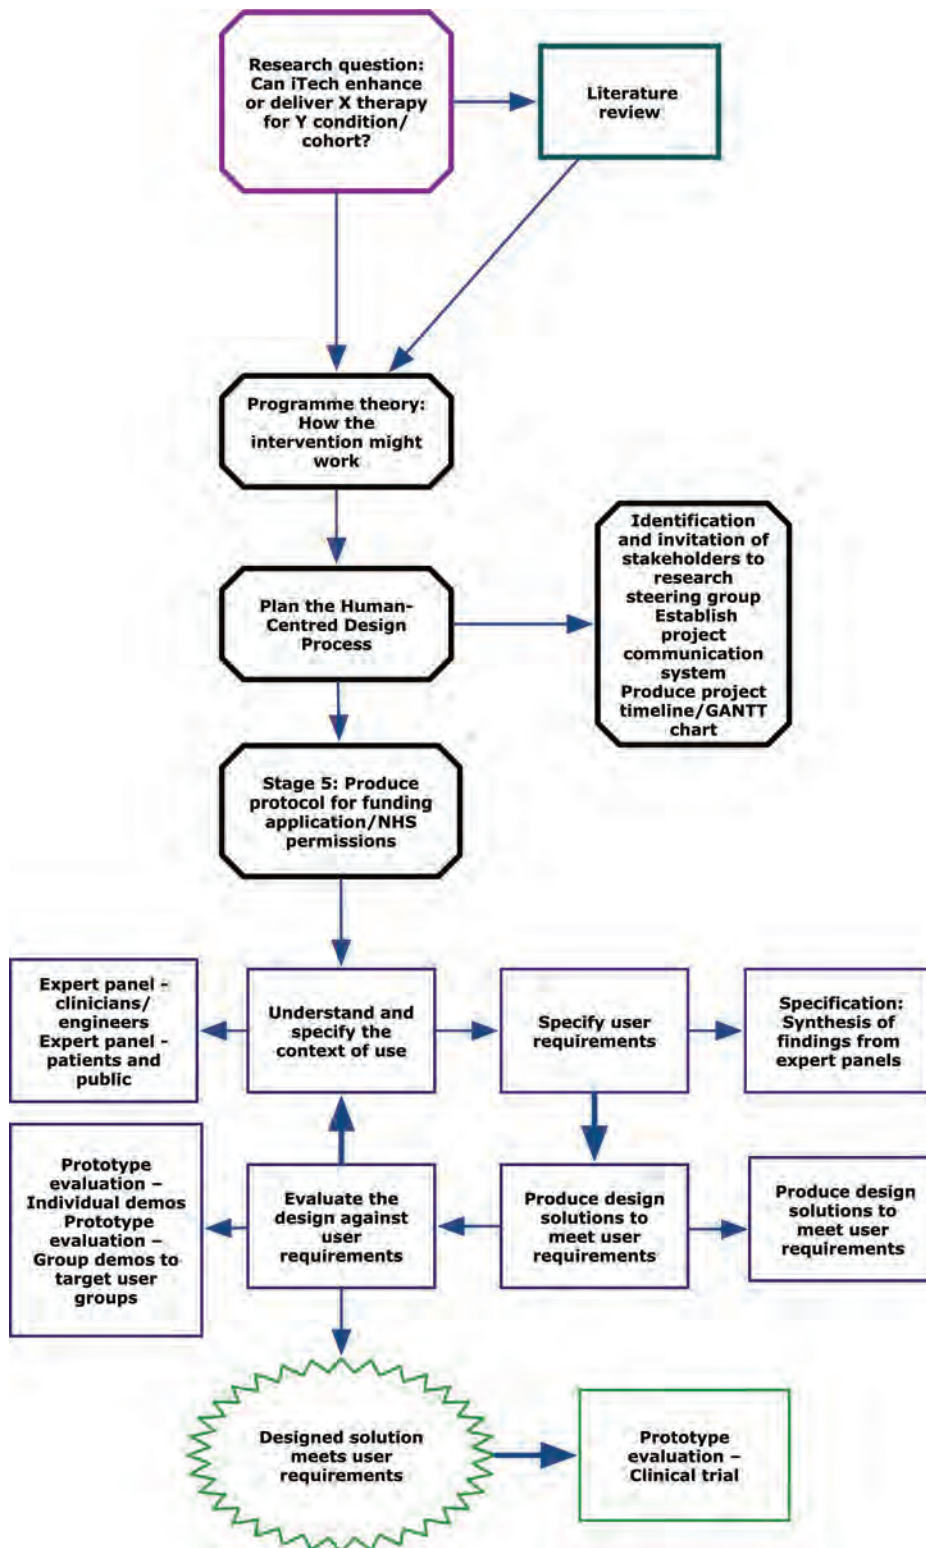 Research question:
Can iTech enhance
or deliver X therapy
for Y condition/
cohort?
Literature
review
Programme theory:
How the
intervention might
work
Identification
and invitation of
stakeholders to
research
steering group
Establish
project
communication
system
Produce project
timeline/GANTT
chart
Plan the Human-
Centred Design
Process
Stage 5: Produce
protocol for funding
application/NHS
permissions
Expert panel -
clinicians/
engineers
Expert panel -
patients and
public
Understand and
specify the
context of use
Specify user
requirements
Specification:
Synthesis of
findings from
expert panels
Prototype
evaluation –
Individual demos
Prototype
evaluation –
Group demos to
target user
groups
Evaluate the
design against
user
requirements
Produce design
solutions to
meet user
requirements
Produce design
solutions to
meet user
requirements
Designed solution
meets user
requirements
Prototype
evaluation –
Clinical trial